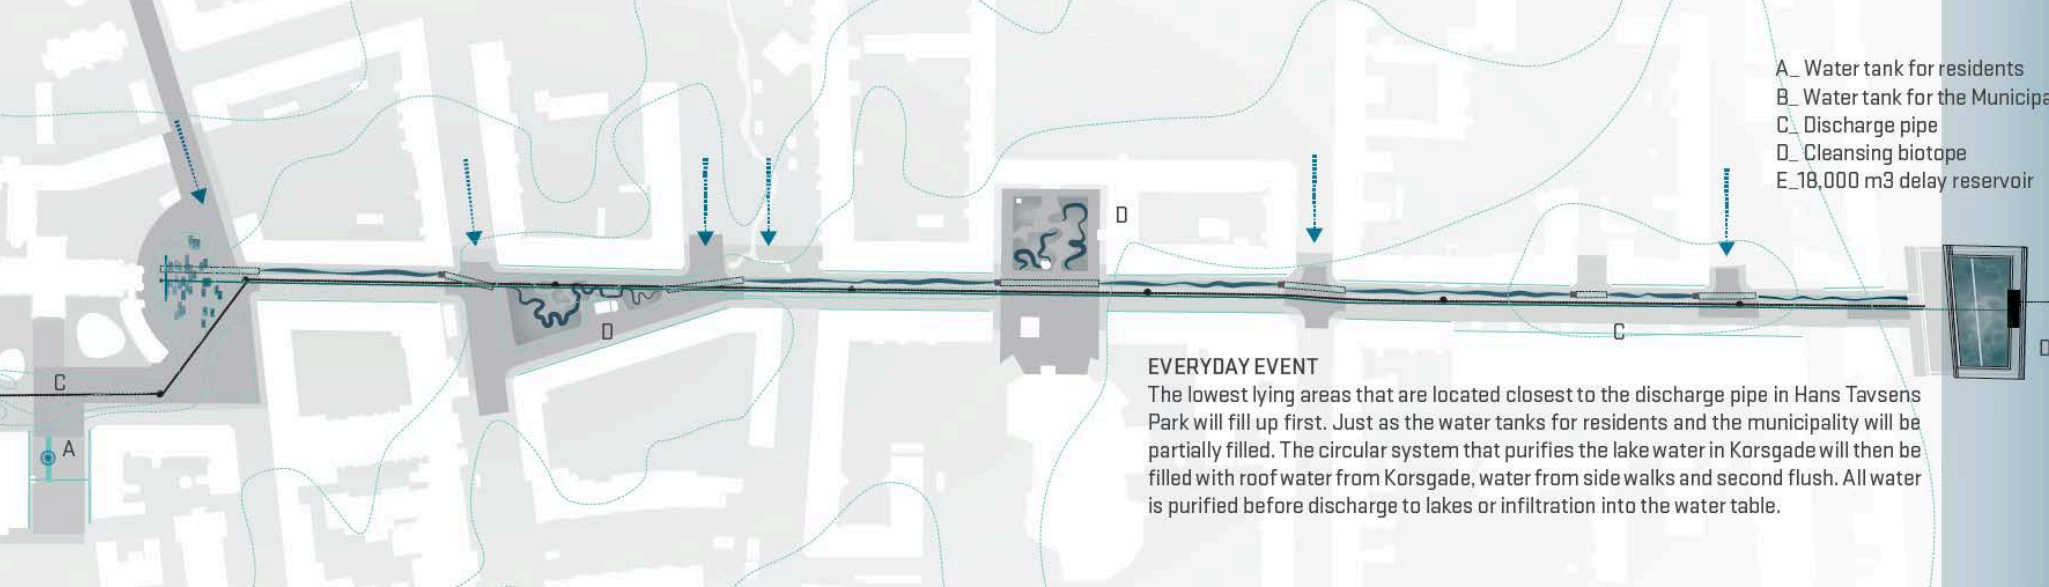 A_ Water tank for residents
B_ Water tank for the Municipa
C_ Discharge pipe
D_ Cleansing biotope
E_18,000 m3 delay reservoir
D
D
C
D
C
A
EVERYDAY EVENT
The lowest lying areas that are located closest to the discharge pipe in Hans Tavsens
Park will fill up first. Just as the water tanks for residents and the municipality will be
partially filled. The circular system that purifies the lake water in Korsgade will then be
filled with roof water from Korsgade, water from side walks and second flush. All water
is purified before discharge to lakes or infiltration into the water table.